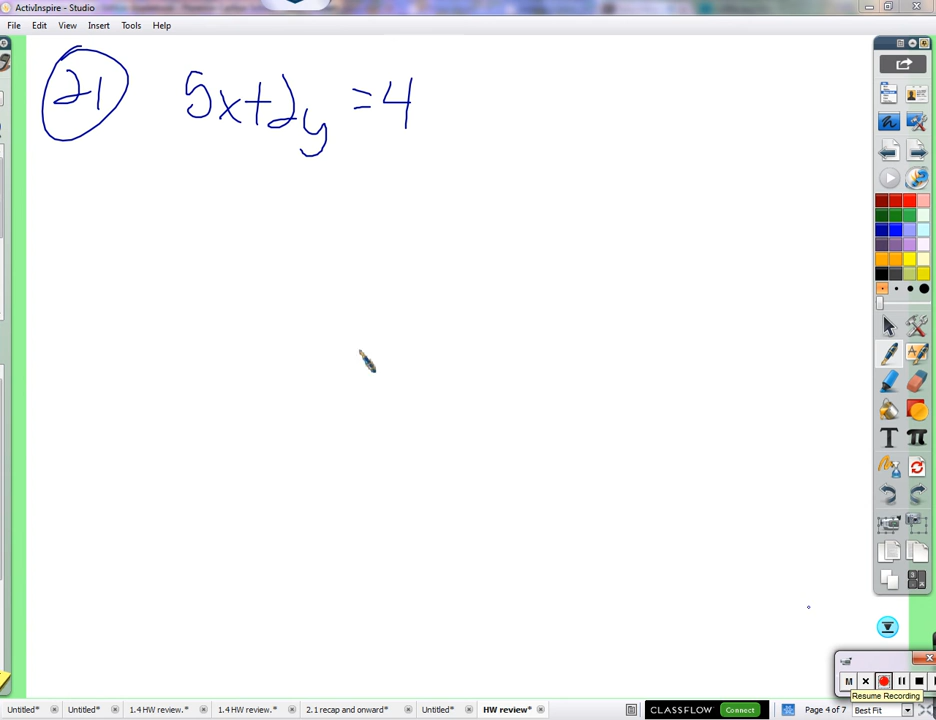 ActivInspire - Studio
File Edit View Insert Tools Help
21 5x+2y=4
Resume Recording
Untitled* Untitled* 1.4 HW review.* 1.4 HW review.* 2.1 recap and onward* Untitled* HW review* CLASSFLOW Connect Page 4 of 7 Best Fit